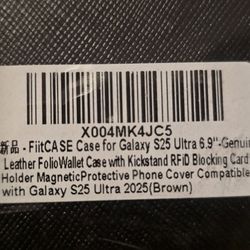 X004MK4JC5
新品 - FiitCASE Case for Galaxy S25 Ultra 6.9''-Genuin
Leather FolioWallet Case with Kickstand RFiD Blocking Card
Holder MagneticProtective Phone Cover Compatible
with Galaxy S25 Ultra 2025(Brown)